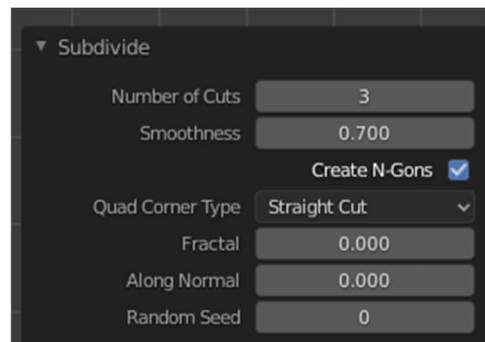 Subdivide
Number of Cuts 3
Smoothness 0.700
Create N-Gons
Quad Corner Type Straight Cut
Fractal 0.000
Along Normal 0.000
Random Seed 0